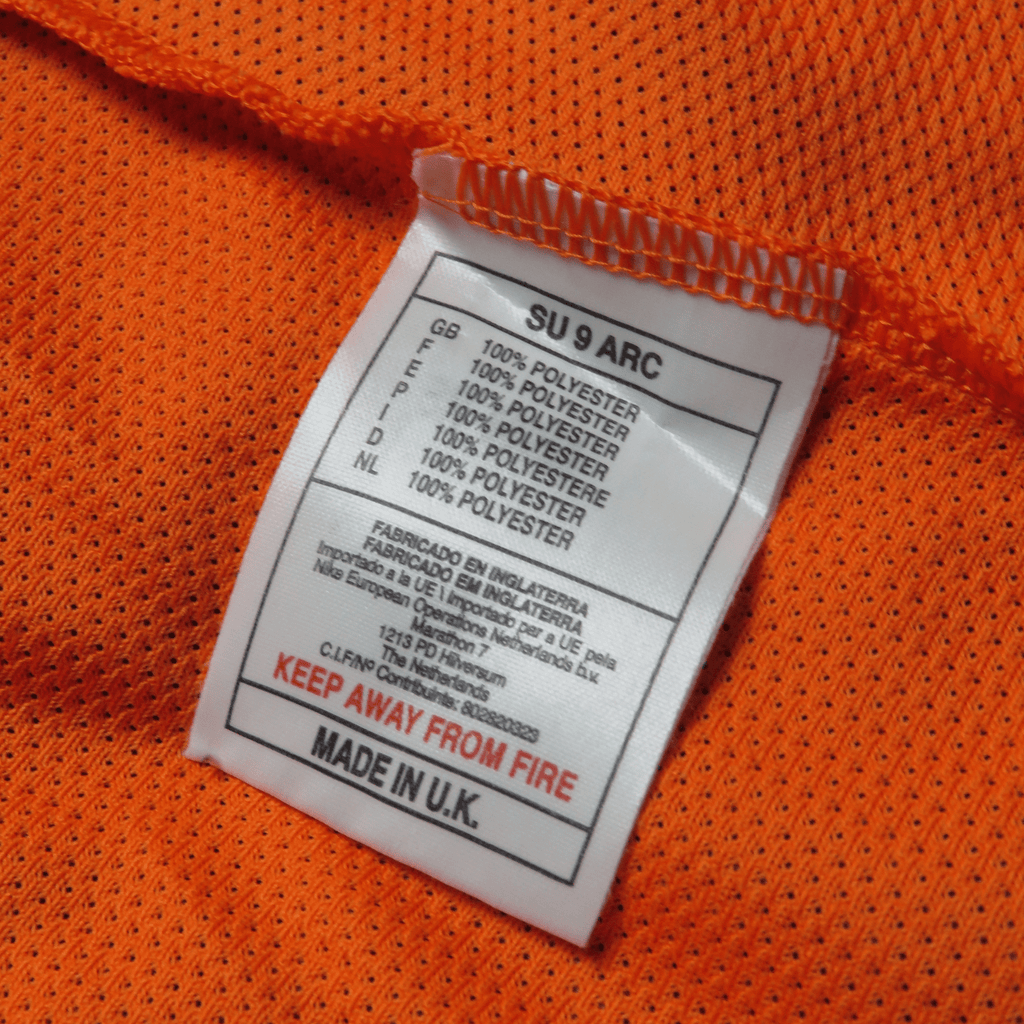 SU 9 ARC
GB 100% POLYESTER
F 100% POLYESTER
E 100% POLYESTER
P 100% POLYESTER
I 100% POLYESTERE
D 100% POLYESTER
NL 100% POLYESTER
FABRICADO EN INGLATERRA
FABRICADO EM INGLATERRA
Importado a la UE \ Importado par a UE pela
Nike European Operations Netherlands b.v.
Marathon 7
1213 PD Hilversum
The Netherlands
C.I.F/Nº Contribuinte: 802820323
KEEP AWAY FROM FIRE
MADE IN U.K.